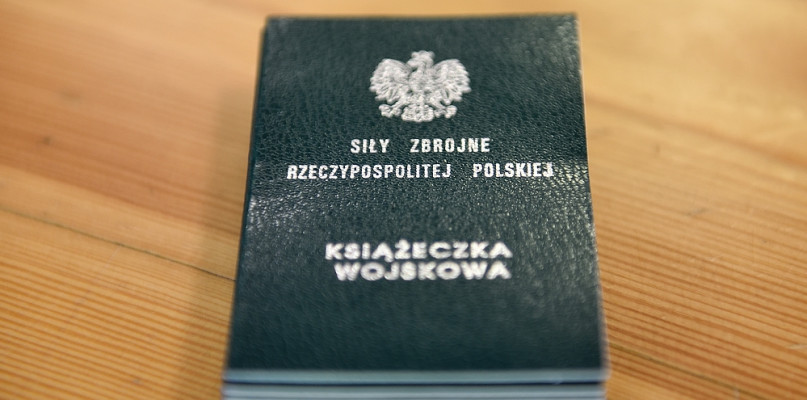 SIŁY ZBROJNE
RZECZYPOSPOLITEJ POLSKIEJ
KSIĄŻECZKA
WOJSKOWA